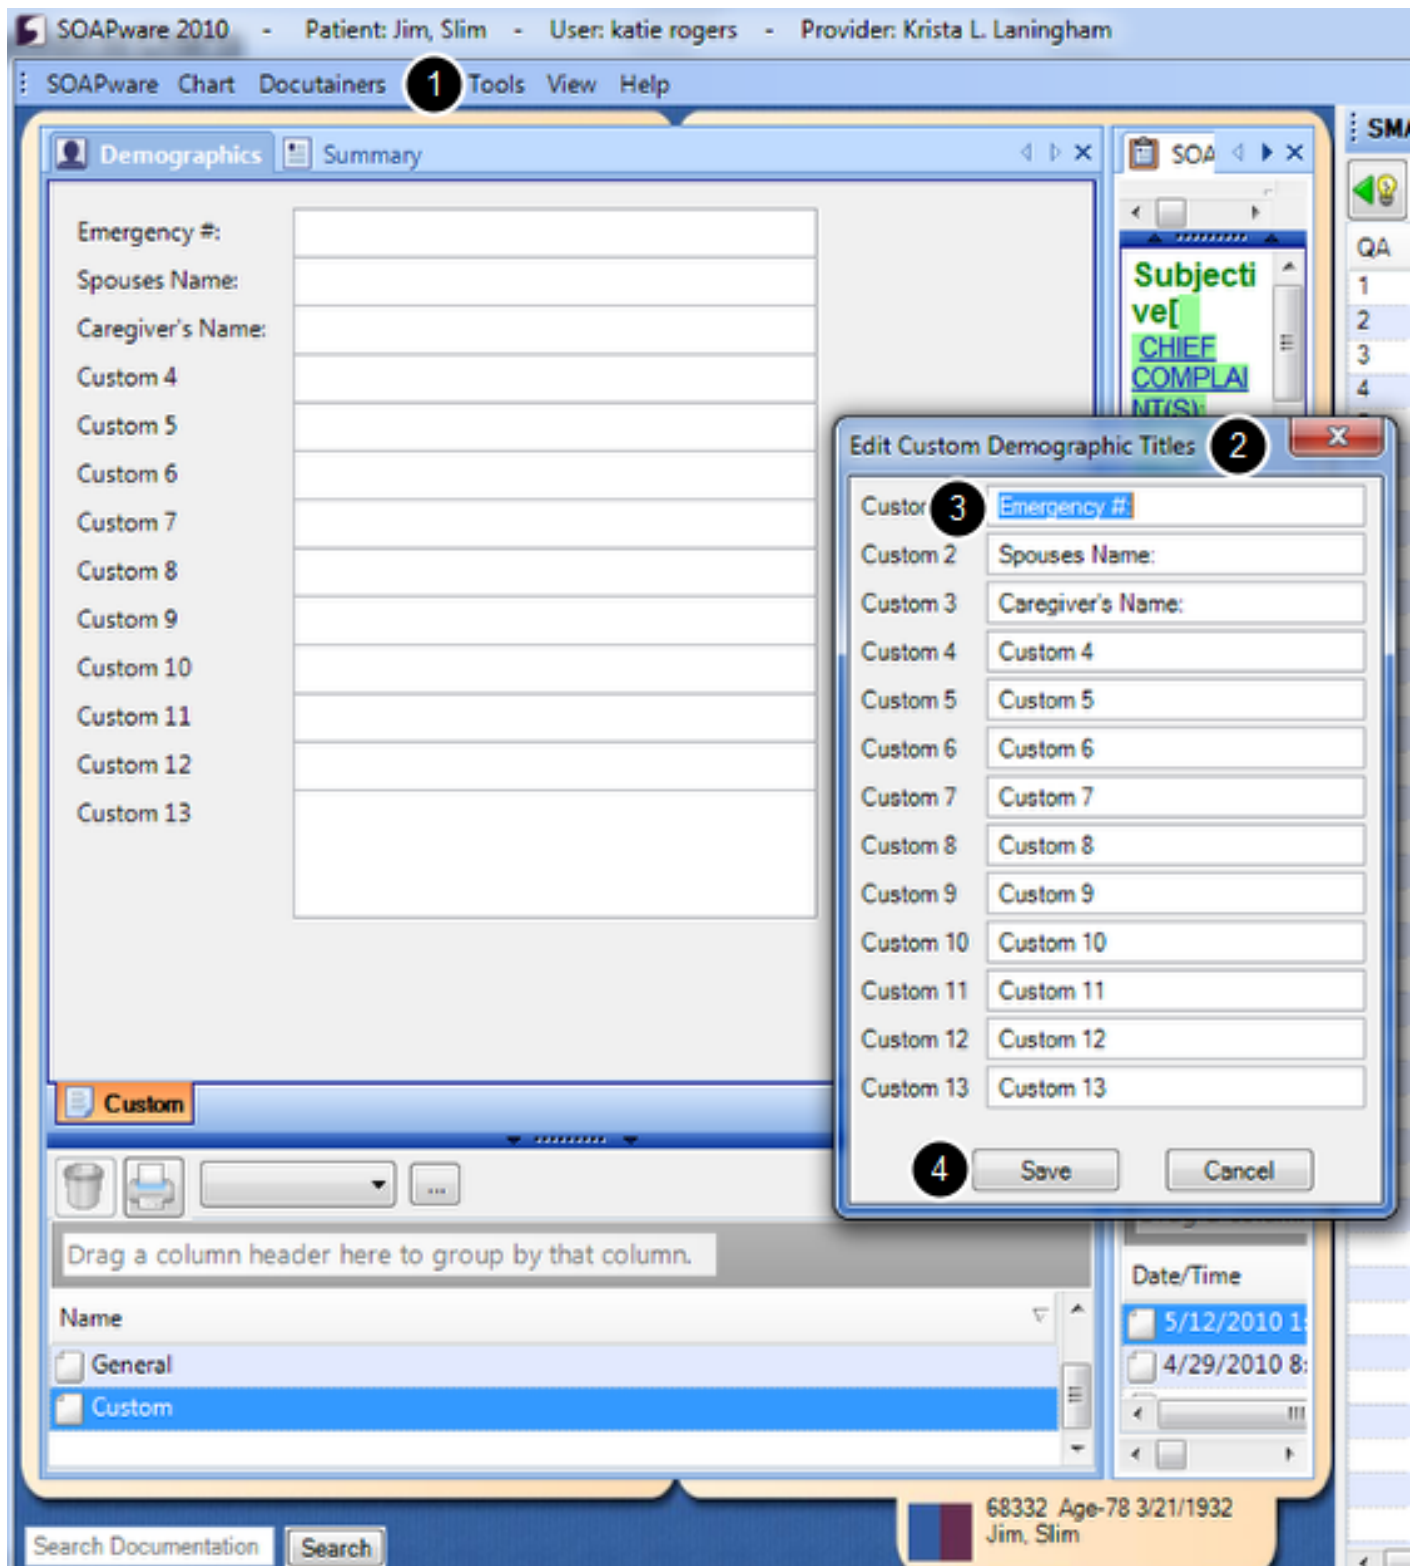 SOAPware 2010 - Patient: Jim, Slim - User: katie rogers - Provider: Krista L. Laningham
SOAPware Chart Docutainers 1 Tools View Help
Demographics Summary
Emergency #:
Spouses Name:
Caregiver's Name:
Custom 4
Custom 5
Custom 6
Custom 7
Custom 8
Custom 9
Custom 10
Custom 11
Custom 12
Custom 13
Custom
...
Drag a column header here to group by that column.
Name
General
Custom
SOA
Subjecti
ve[
CHIEF
COMPLAI
NT(S):
SMA
QA
1
2
3
4
Edit Custom Demographic Titles 2
Custor 3 Emergency #:
Custom 2 Spouses Name:
Custom 3 Caregiver's Name:
Custom 4 Custom 4
Custom 5 Custom 5
Custom 6 Custom 6
Custom 7 Custom 7
Custom 8 Custom 8
Custom 9 Custom 9
Custom 10 Custom 10
Custom 11 Custom 11
Custom 12 Custom 12
Custom 13 Custom 13
4 Save Cancel
Date/Time
5/12/2010 1:
4/29/2010 8:
68332 Age-78 3/21/1932
Jim, Slim
Search Documentation Search